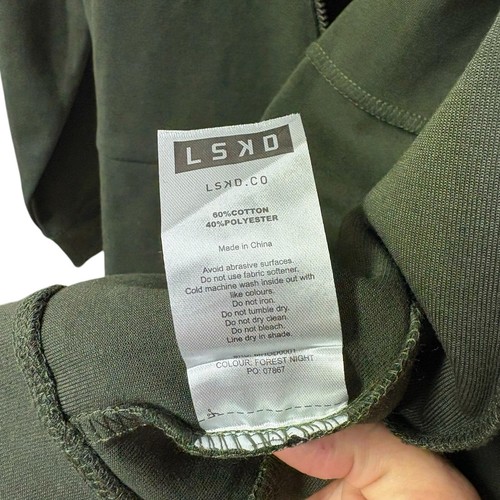 LSKD
LSKD.CO
60%COTTON
40%POLYESTER
Made in China
Avoid abrasive surfaces.
Do not use fabric softener.
Cold machine wash inside out with
like colours.
Do not iron.
Do not tumble dry.
Do not dry clean.
Do not bleach.
Line dry in shade.
COLOUR: FOREST NIGHT
PO: 07867